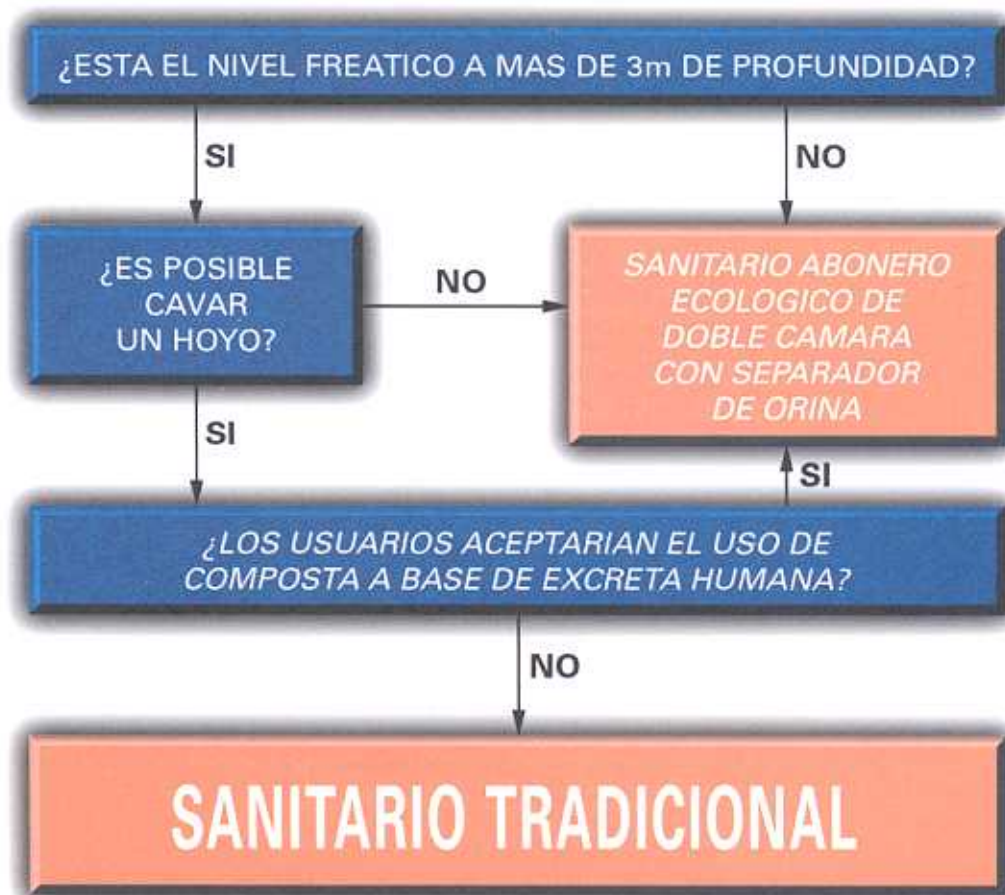 ¿ESTA EL NIVEL FREATICO A MAS DE 3m DE PROFUNDIDAD?
SI
NO
¿ES POSIBLE
CAVAR
UN HOYO?
NO
SANITARIO ABONERO
ECOLOGICO DE
DOBLE CAMARA
CON SEPARADOR
DE ORINA
SI
SI
¿LOS USUARIOS ACEPTARIAN EL USO DE
COMPOSTA A BASE DE EXCRETA HUMANA?
NO
SANITARIO TRADICIONAL